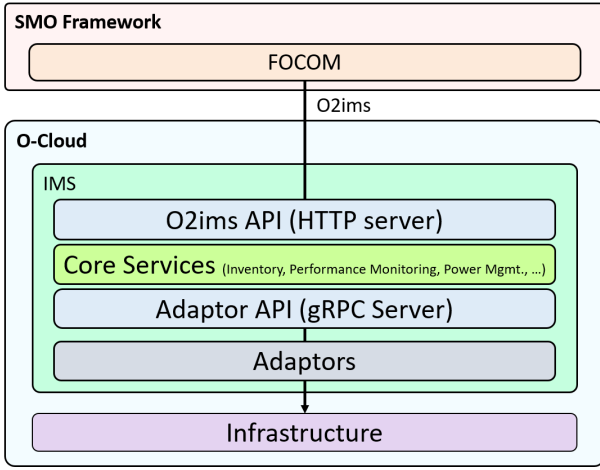 SMO Framework
FOCOM
O2ims
O-Cloud
IMS
O2ims API (HTTP server)
Core Services (Inventory, Performance Monitoring, Power Mgmt., ...)
Adaptor API (gRPC Server)
Adaptors
Infrastructure